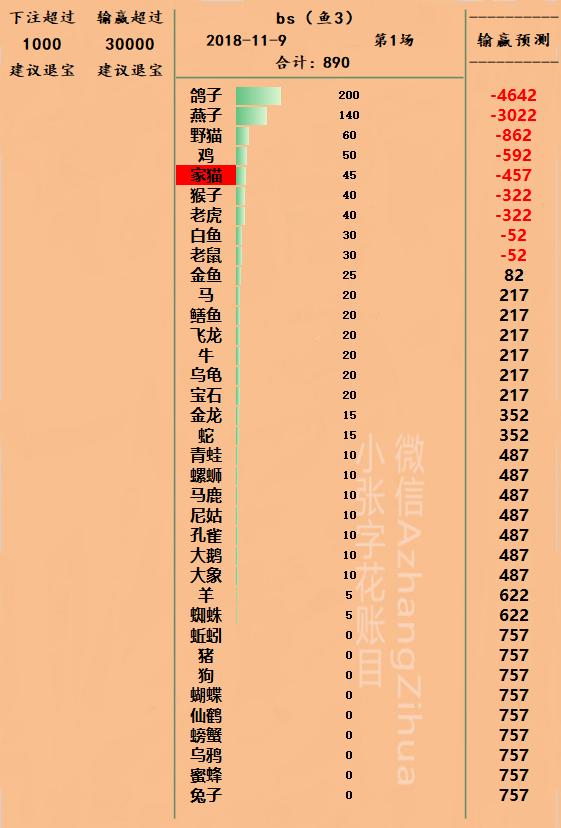 下注超过 输赢超过
1000 30000
建议退宝 建议退宝
bs（鱼3）
2018-11-9 第1场
合计：890
输赢预测
鸽子 200 -4642
燕子 140 -3022
野猫 60 -862
鸡 50 -592
家猫 45 -457
猴子 40 -322
老虎 40 -322
白鱼 30 -52
老鼠 30 -52
金鱼 25 82
马 20 217
鳝鱼 20 217
飞龙 20 217
牛 20 217
乌龟 20 217
宝石 20 217
金龙 15 352
蛇 15 352
青蛙 10 487
螺蛳 10 487
马鹿 10 487
尼姑 10 487
孔雀 10 487
大鹅 10 487
大象 10 487
羊 5 622
蜘蛛 5 622
蚯蚓 0 757
猪 0 757
狗 0 757
蝴蝶 0 757
仙鹤 0 757
螃蟹 0 757
乌鸦 0 757
蜜蜂 0 757
兔子 0 757
微信Azhangzihua
小张字花账目